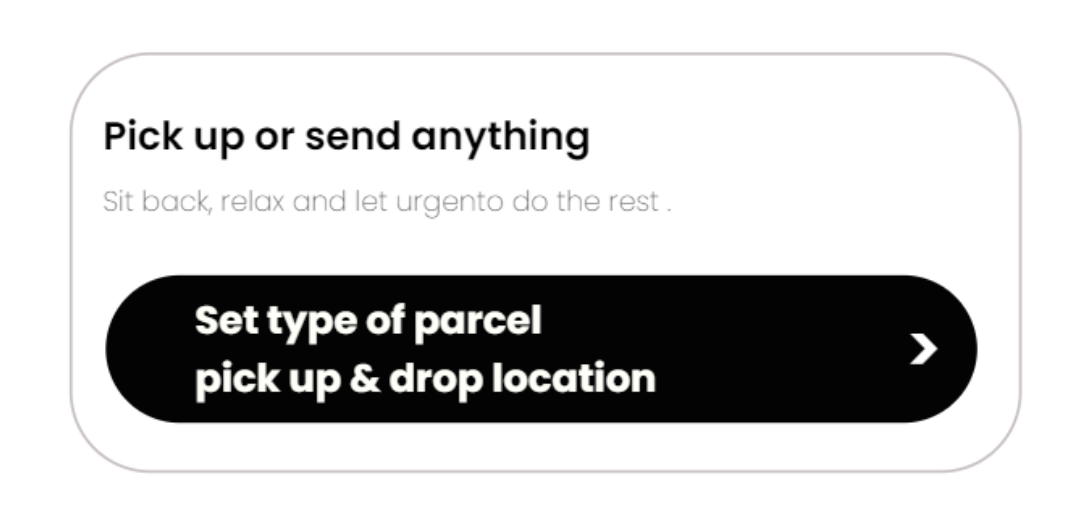 Pick up or send anything
Sit back, relax and let urgento do the rest .
Set type of parcel
pick up & drop location